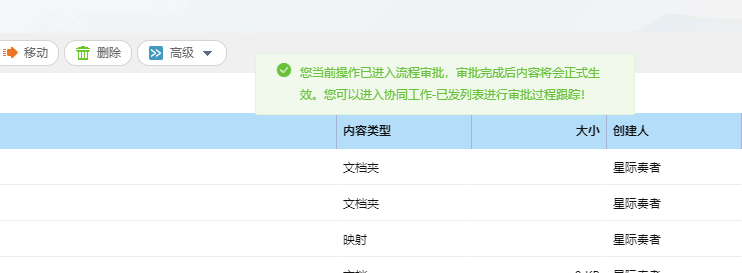 移动 删除 高级
您当前操作已进入流程审批，审批完成后内容将会正式生
效。您可以进入协同工作-已发列表进行审批过程跟踪！
内容类型 大小 创建人
文档夹 星际奏者
文档夹 星际奏者
映射 星际奏者